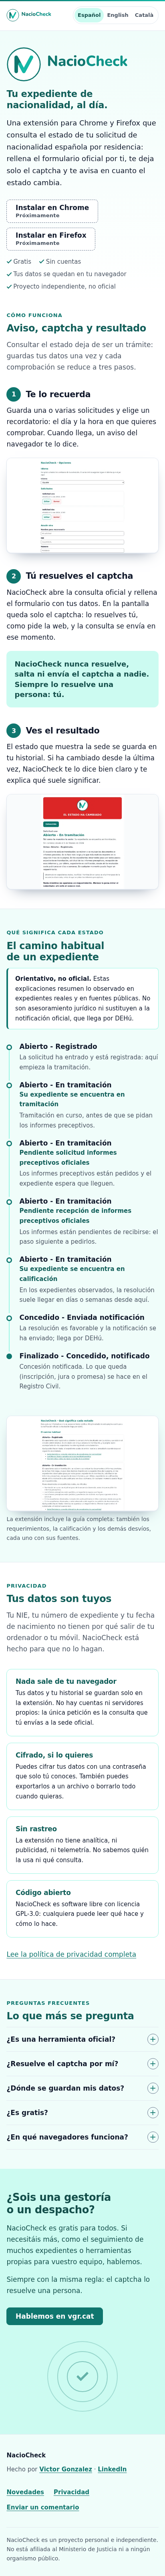 NacioCheck
Español English Català
NacioCheck
Tu expediente de
nacionalidad, al día.
Una extensión para Chrome y Firefox que
consulta el estado de tu solicitud de
nacionalidad española por residencia:
rellena el formulario oficial por ti, te deja
solo el captcha y te avisa en cuanto el
estado cambia.
Instalar en Chrome
Próximamente
Instalar en Firefox
Próximamente
Gratis Sin cuentas
Tus datos se quedan en tu navegador
Proyecto independiente, no oficial
CÓMO FUNCIONA
Aviso, captcha y resultado
Consultar el estado deja de ser un trámite:
guardas tus datos una vez y cada
comprobación se reduce a tres pasos.
1 Te lo recuerda
Guarda una o varias solicitudes y elige un
recordatorio: el día y la hora en que quieres
comprobar. Cuando llega, un aviso del
navegador te lo dice.
2 Tú resuelves el captcha
NacioCheck abre la consulta oficial y rellena
el formulario con tus datos. En la pantalla
queda solo el captcha: lo resuelves tú,
como pide la web, y la consulta se envía en
ese momento.
NacioCheck nunca resuelve,
salta ni envía el captcha a nadie.
Siempre lo resuelve una
persona: tú.
3 Ves el resultado
El estado que muestra la sede se guarda en
tu historial. Si ha cambiado desde la última
vez, NacioCheck te lo dice bien claro y te
explica qué suele significar.
EL ESTADO HA CAMBIADO
QUÉ SIGNIFICA CADA ESTADO
El camino habitual
de un expediente
Orientativo, no oficial. Estas
explicaciones resumen lo observado en
expedientes reales y en fuentes públicas. No
son asesoramiento jurídico ni sustituyen a la
notificación oficial, que llega por DEHú.
Abierto - Registrado
La solicitud ha entrado y está registrada: aquí
empieza la tramitación.
Abierto - En tramitación
Su expediente se encuentra en
tramitación
Tramitación en curso, antes de que se pidan
los informes preceptivos.
Abierto - En tramitación
Pendiente solicitud informes
preceptivos oficiales
Los informes preceptivos están pedidos y el
expediente espera que lleguen.
Abierto - En tramitación
Pendiente recepción de informes
preceptivos oficiales
Los informes están pendientes de recibirse: el
paso siguiente a pedirlos.
Abierto - En tramitación
Su expediente se encuentra en
calificación
En los expedientes observados, la resolución
suele llegar en días o semanas desde aquí.
Concedido - Enviada notificación
La resolución es favorable y la notificación se
ha enviado; llega por DEHú.
Finalizado - Concedido, notificado
Concesión notificada. Lo que queda
(inscripción, jura o promesa) se hace en el
Registro Civil.
La extensión incluye la guía completa: también los
requerimientos, la calificación y los demás desvíos,
cada uno con sus fuentes.
PRIVACIDAD
Tus datos son tuyos
Tu NIE, tu número de expediente y tu fecha
de nacimiento no tienen por qué salir de tu
ordenador o tu móvil. NacioCheck está
hecho para que no lo hagan.
Nada sale de tu navegador
Tus datos y tu historial se guardan solo en
la extensión. No hay cuentas ni servidores
propios: la única petición es la consulta que
tú envías a la sede oficial.
Cifrado, si lo quieres
Puedes cifrar tus datos con una contraseña
que solo tú conoces. También puedes
exportarlos a un archivo o borrarlo todo
cuando quieras.
Sin rastreo
La extensión no tiene analítica, ni
publicidad, ni telemetría. No sabemos quién
la usa ni qué consulta.
Código abierto
NacioCheck es software libre con licencia
GPL-3.0: cualquiera puede leer qué hace y
cómo lo hace.
Lee la política de privacidad completa
PREGUNTAS FRECUENTES
Lo que más se pregunta
¿Es una herramienta oficial?
¿Resuelve el captcha por mí?
¿Dónde se guardan mis datos?
¿Es gratis?
¿En qué navegadores funciona?
¿Sois una gestoría
o un despacho?
NacioCheck es gratis para todos. Si
necesitáis más, como el seguimiento de
muchos expedientes o herramientas
propias para vuestro equipo, hablemos.
Siempre con la misma regla: el captcha lo
resuelve una persona.
Hablemos en vgr.cat
NacioCheck
Hecho por Victor Gonzalez · LinkedIn
Novedades Privacidad
Enviar un comentario
NacioCheck es un proyecto personal e independiente.
No está afiliado al Ministerio de Justicia ni a ningún
organismo público.